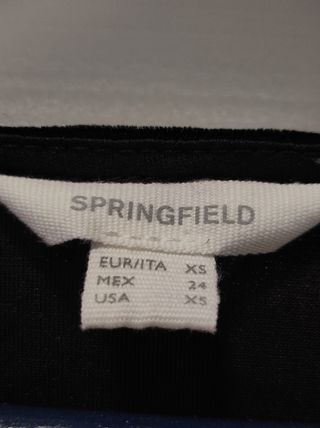 SPRINGFIELD
EUR/ITA XS
MEX 24
USA XS